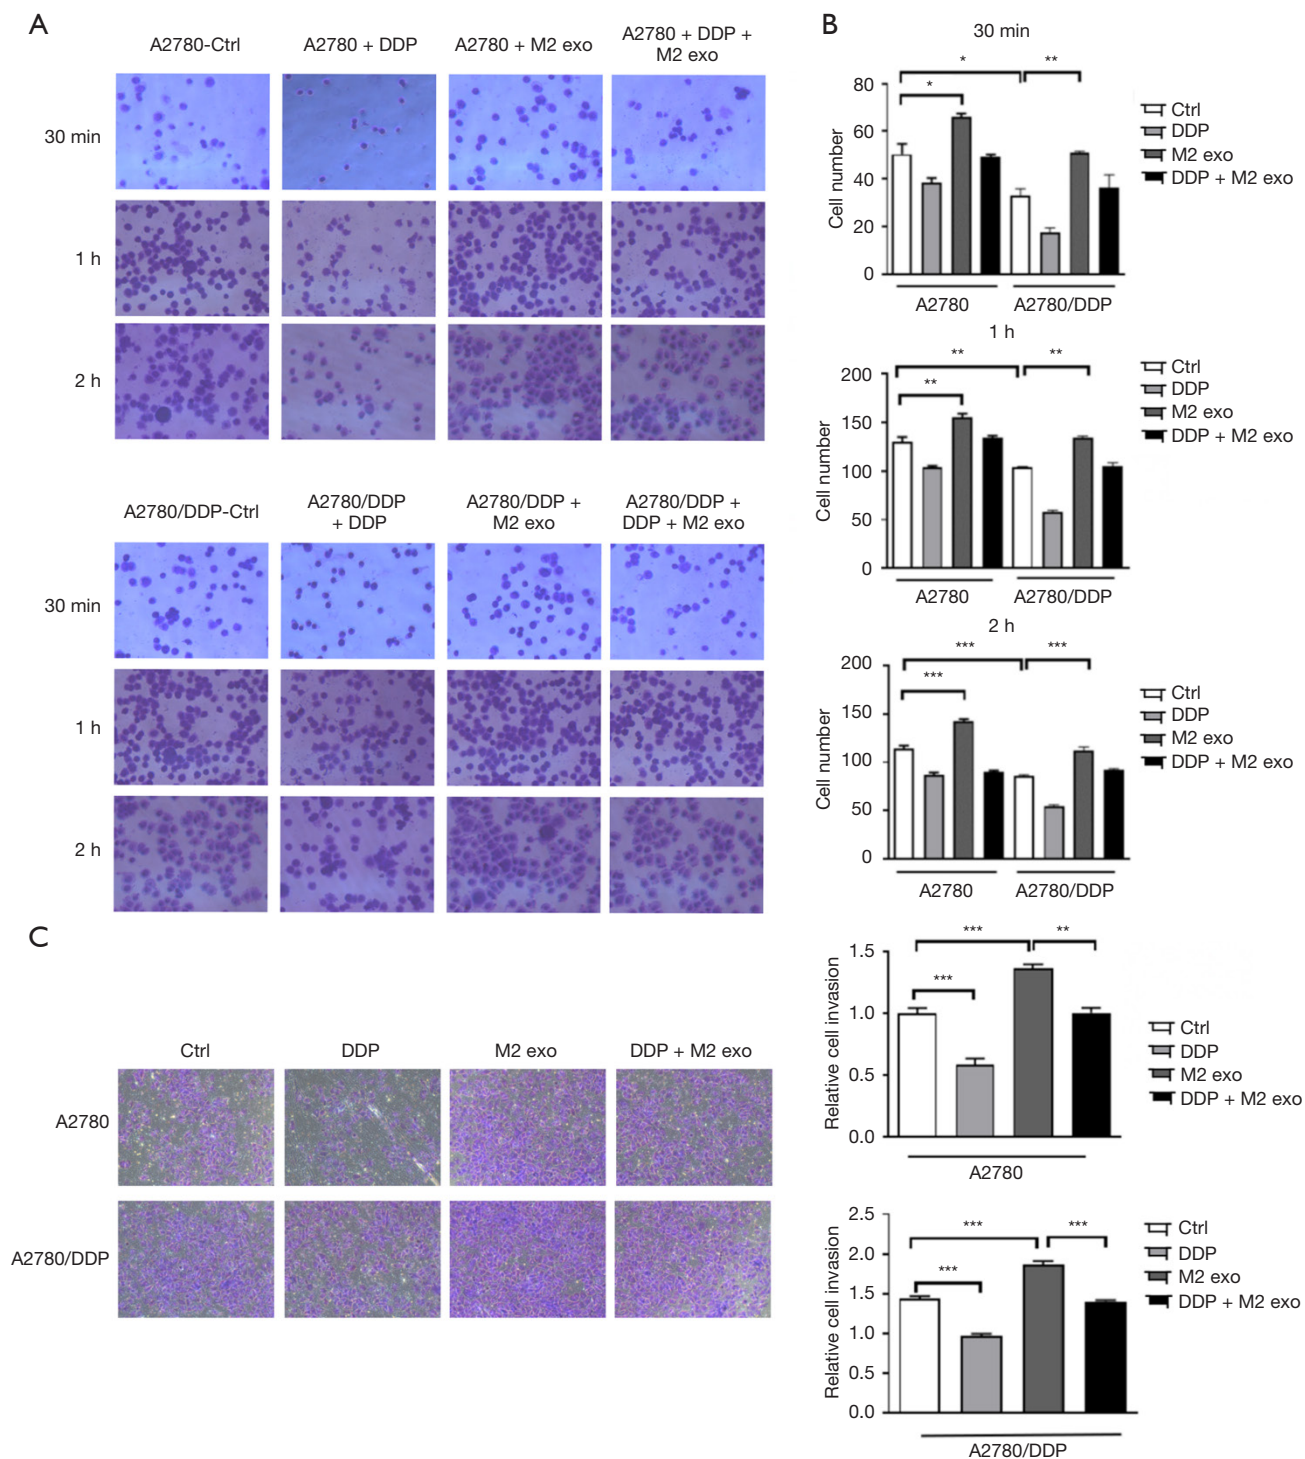 A
A2780-Ctrl
A2780 + DDP
A2780 + M2 exo
A2780 + DDP +
M2 exo
30 min
1 h
2 h
A2780/DDP-Ctrl
A2780/DDP
+ DDP
A2780/DDP +
M2 exo
A2780/DDP +
DDP + M2 exo
30 min
1 h
2 h
B
30 min
* **
*
80
60
40
20
0
Cell number
Ctrl
DDP
M2 exo
DDP + M2 exo
A2780 A2780/DDP
1 h
** **
**
200
150
100
50
0
Cell number
Ctrl
DDP
M2 exo
DDP + M2 exo
A2780 A2780/DDP
2 h
*** ***
***
200
150
100
50
0
Cell number
Ctrl
DDP
M2 exo
DDP + M2 exo
A2780 A2780/DDP
C
Ctrl
DDP
M2 exo
DDP + M2 exo
A2780
A2780/DDP
*** **
***
1.5
1.0
0.5
0.0
Relative cell invasion
Ctrl
DDP
M2 exo
DDP + M2 exo
A2780
*** ***
***
2.5
2.0
1.5
1.0
0.5
0.0
Relative cell invasion
Ctrl
DDP
M2 exo
DDP + M2 exo
A2780/DDP